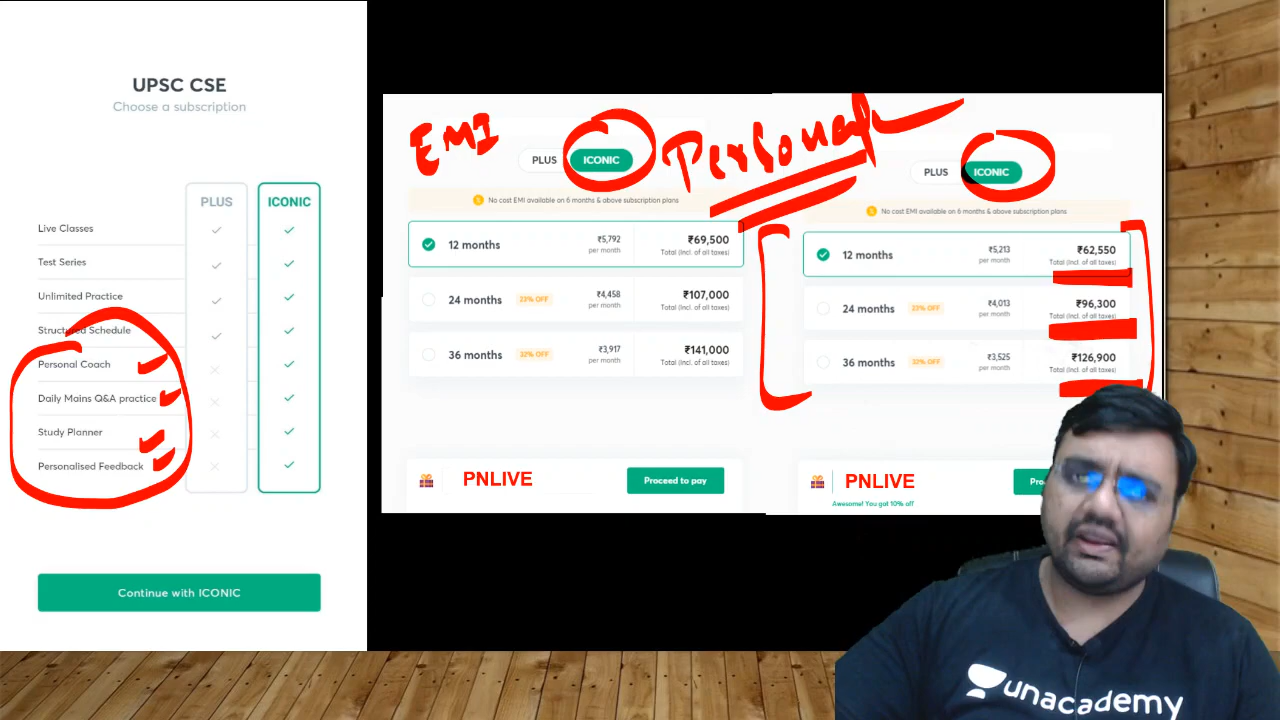 UPSC CSE
Choose a subscription
PLUS
ICONIC
Live Classes
Test Series
Unlimited Practice
Structured Schedule
Personal Coach
Daily Mains Q&A practice
Study Planner
Personalised Feedback
Continue with ICONIC
EMI
Personal
PLUS
ICONIC
No cost EMI available on 6 months & above subscription plans
12 months ₹5,792 per month ₹69,500 Total (Incl. of all taxes)
24 months 23% OFF ₹4,458 per month ₹107,000 Total (Incl. of all taxes)
36 months 32% OFF ₹3,917 per month ₹141,000 Total (Incl. of all taxes)
PNLIVE
Proceed to pay
PLUS
ICONIC
No cost EMI available on 6 months & above subscription plans
12 months ₹5,213 per month ₹62,550 Total (Incl. of all taxes)
24 months 23% OFF ₹4,013 per month ₹96,300 Total (Incl. of all taxes)
36 months 32% OFF ₹3,525 per month ₹126,900 Total (Incl. of all taxes)
PNLIVE
Pro
Awesome! You got 10% off
unacademy